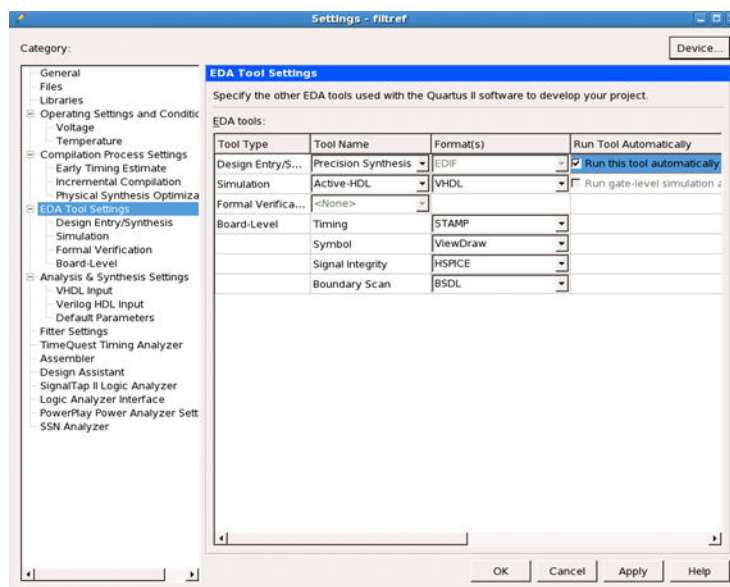 Settings - filtref
Category:
Device...
General
Files
Libraries
Operating Settings and Conditic
Voltage
Temperature
Compilation Process Settings
Early Timing Estimate
Incremental Compilation
Physical Synthesis Optimiza
EDA Tool Settings
Design Entry/Synthesis
Simulation
Formal Verification
Board-Level
Analysis & Synthesis Settings
VHDL Input
Verilog HDL Input
Default Parameters
Fitter Settings
TimeQuest Timing Analyzer
Assembler
Design Assistant
SignalTap II Logic Analyzer
Logic Analyzer Interface
PowerPlay Power Analyzer Sett
SSN Analyzer
EDA Tool Settings
Specify the other EDA tools used with the Quartus II software to develop your project.
EDA tools:
Tool Type Tool Name Format(s) Run Tool Automatically
Design Entry/S... Precision Synthesis EDIF Run this tool automatically
Simulation Active-HDL VHDL Run gate-level simulation a
Formal Verifica... <None>
Board-Level Timing STAMP
Symbol ViewDraw
Signal Integrity HSPICE
Boundary Scan BSDL
OK Cancel Apply Help